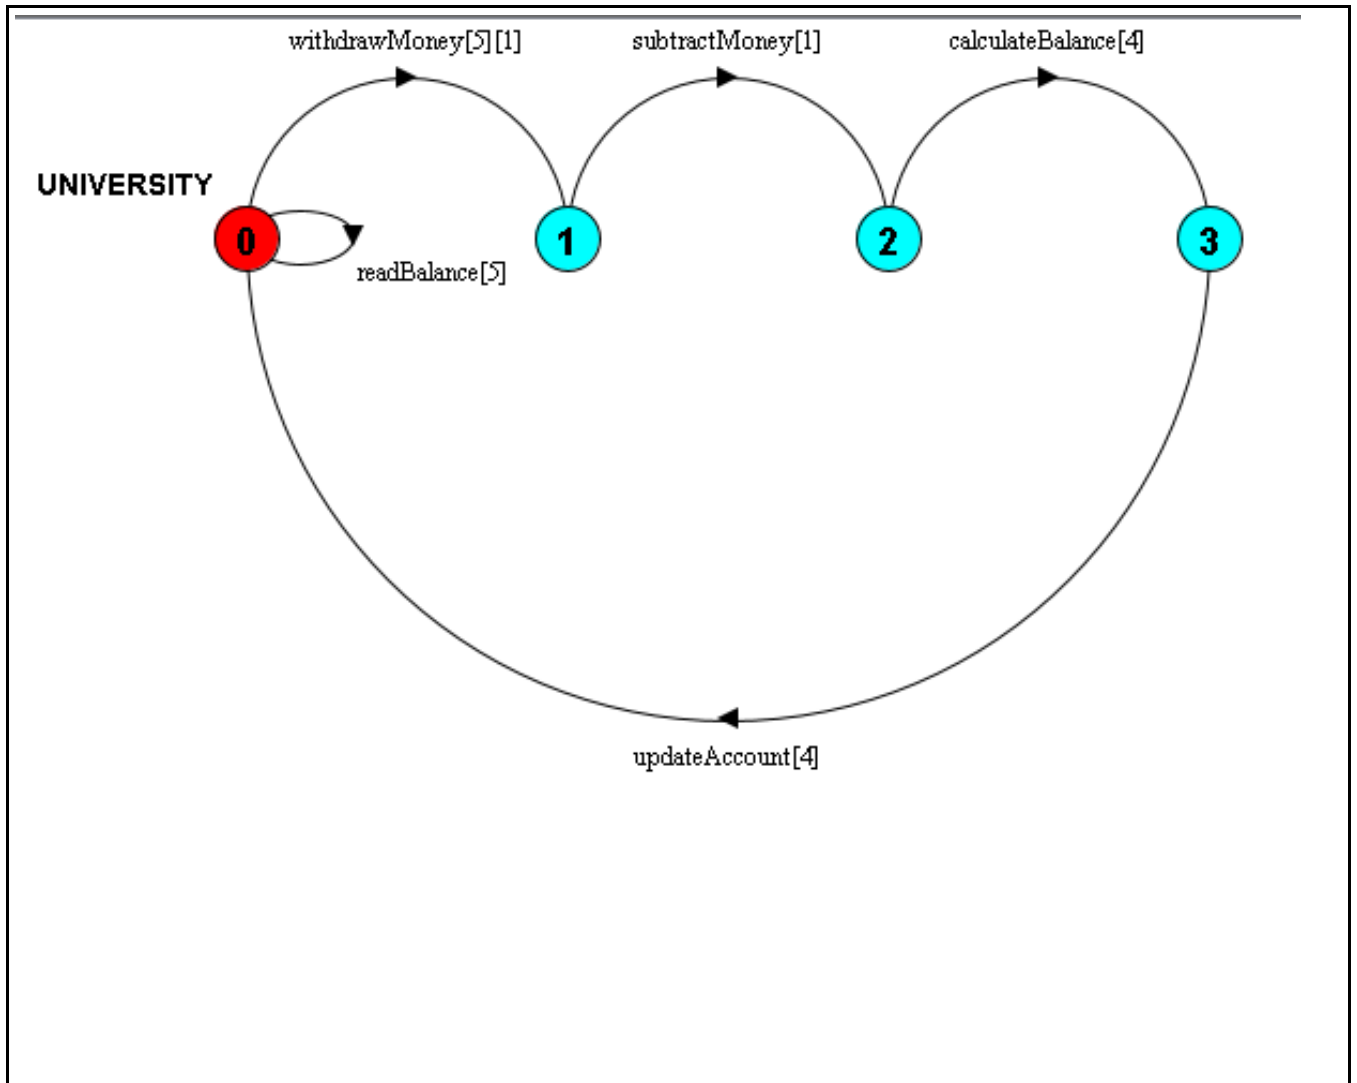 withdrawMoney[5][1] subtractMoney[1] calculateBalance[4]
UNIVERSITY
0 1 2 3
readBalance[5]
updateAccount[4]